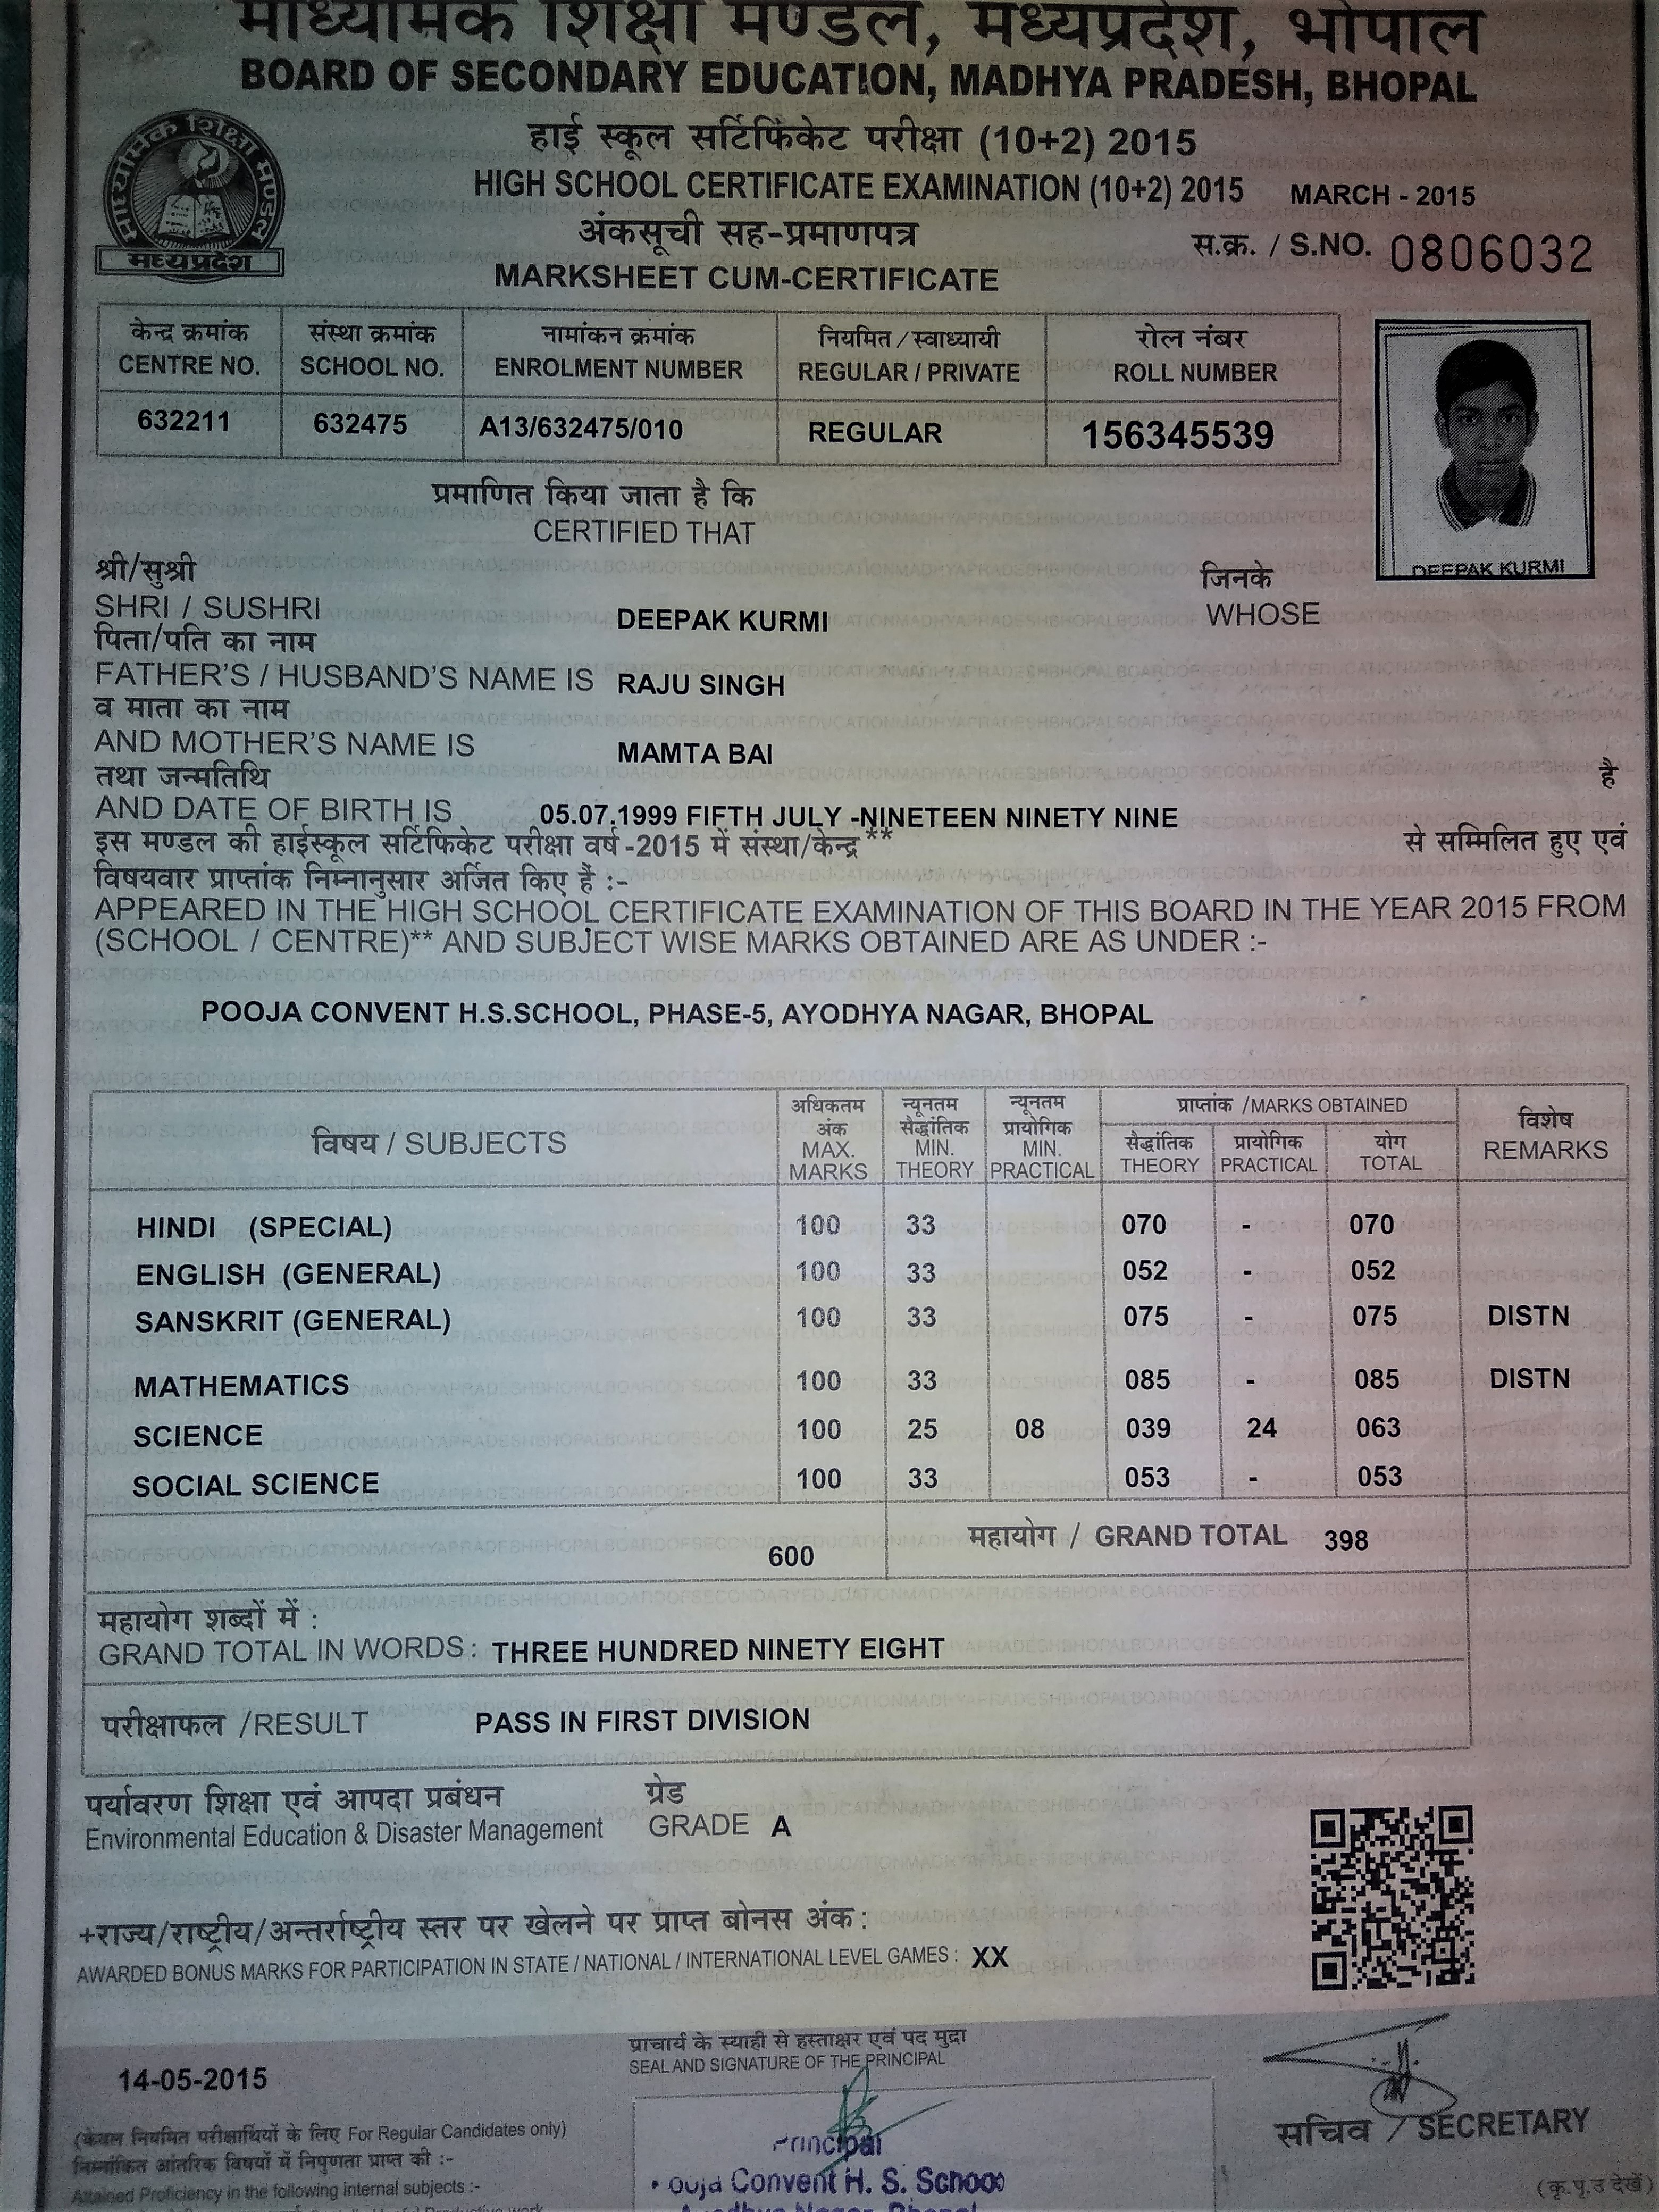 माध्यमिक शिक्षा मण्डल, मध्यप्रदेश, भोपाल
BOARD OF SECONDARY EDUCATION, MADHYA PRADESH, BHOPAL
हाई स्कूल सर्टिफिकेट परीक्षा (10+2) 2015
HIGH SCHOOL CERTIFICATE EXAMINATION (10+2) 2015 MARCH - 2015
अंकसूची सह-प्रमाणपत्र
MARKSHEET CUM-CERTIFICATE
स.क्र. / S.NO. 0806032
माध्यमिक शिक्षा मण्डल
मध्यप्रदेश
केन्द्र क्रमांक संस्था क्रमांक नामांकन क्रमांक नियमित / स्वाध्यायी रोल नंबर
CENTRE NO. SCHOOL NO. ENROLMENT NUMBER REGULAR / PRIVATE ROLL NUMBER
632211 632475 A13/632475/010 REGULAR 156345539
DEEPAK KURMI
प्रमाणित किया जाता है कि
CERTIFIED THAT
श्री/सुश्री जिनके
SHRI / SUSHRI DEEPAK KURMI WHOSE
पिता/पति का नाम
FATHER'S / HUSBAND'S NAME IS RAJU SINGH
व माता का नाम
AND MOTHER'S NAME IS MAMTA BAI
तथा जन्मतिथि है
AND DATE OF BIRTH IS 05.07.1999 FIFTH JULY -NINETEEN NINETY NINE
इस मण्डल की हाईस्कूल सर्टिफिकेट परीक्षा वर्ष-2015 में संस्था/केन्द्र** से सम्मिलित हुए एवं
विषयवार प्राप्तांक निम्नानुसार अर्जित किए हैं :-
APPEARED IN THE HIGH SCHOOL CERTIFICATE EXAMINATION OF THIS BOARD IN THE YEAR 2015 FROM
(SCHOOL / CENTRE)** AND SUBJECT WISE MARKS OBTAINED ARE AS UNDER :-
POOJA CONVENT H.S.SCHOOL, PHASE-5, AYODHYA NAGAR, BHOPAL
विषय / SUBJECTS
अधिकतम अंक MAX. MARKS
न्यूनतम सैद्धांतिक MIN. THEORY
न्यूनतम प्रायोगिक MIN. PRACTICAL
प्राप्तांक /MARKS OBTAINED
सैद्धांतिक THEORY
प्रायोगिक PRACTICAL
योग TOTAL
विशेष REMARKS
HINDI (SPECIAL) 100 33 070 - 070
ENGLISH (GENERAL) 100 33 052 - 052
SANSKRIT (GENERAL) 100 33 075 - 075 DISTN
MATHEMATICS 100 33 085 - 085 DISTN
SCIENCE 100 25 08 039 24 063
SOCIAL SCIENCE 100 33 053 - 053
600 महायोग / GRAND TOTAL 398
महायोग शब्दों में :
GRAND TOTAL IN WORDS : THREE HUNDRED NINETY EIGHT
परीक्षाफल /RESULT PASS IN FIRST DIVISION
पर्यावरण शिक्षा एवं आपदा प्रबंधन ग्रेड
Environmental Education & Disaster Management GRADE A
+राज्य/राष्ट्रीय/अन्तर्राष्ट्रीय स्तर पर खेलने पर प्राप्त बोनस अंक :
AWARDED BONUS MARKS FOR PARTICIPATION IN STATE / NATIONAL / INTERNATIONAL LEVEL GAMES : XX
प्राचार्य के स्याही से हस्ताक्षर एवं पद मुद्रा
SEAL AND SIGNATURE OF THE PRINCIPAL
14-05-2015
सचिव / SECRETARY
(केवल नियमित परीक्षार्थियों के लिए For Regular Candidates only)
निम्नांकित आंतरिक विषयों में निपुणता प्राप्त की :-
Attained Proficiency in the following internal subjects :-
Principal
Convent H. S. School
(कृ.पृ.उ देखें)